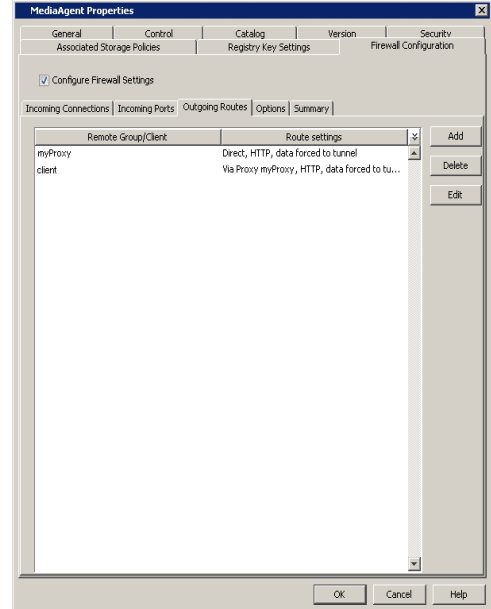 MediaAgent Properties
General Control Catalog Version Security
Associated Storage Policies Registry Key Settings Firewall Configuration
Configure Firewall Settings
Incoming Connections Incoming Ports Outgoing Routes Options Summary
Remote Group/Client Route settings Add
myProxy Direct, HTTP, data forced to tunnel
client Via Proxy myProxy, HTTP, data forced to tu... Delete
Edit
OK Cancel Help